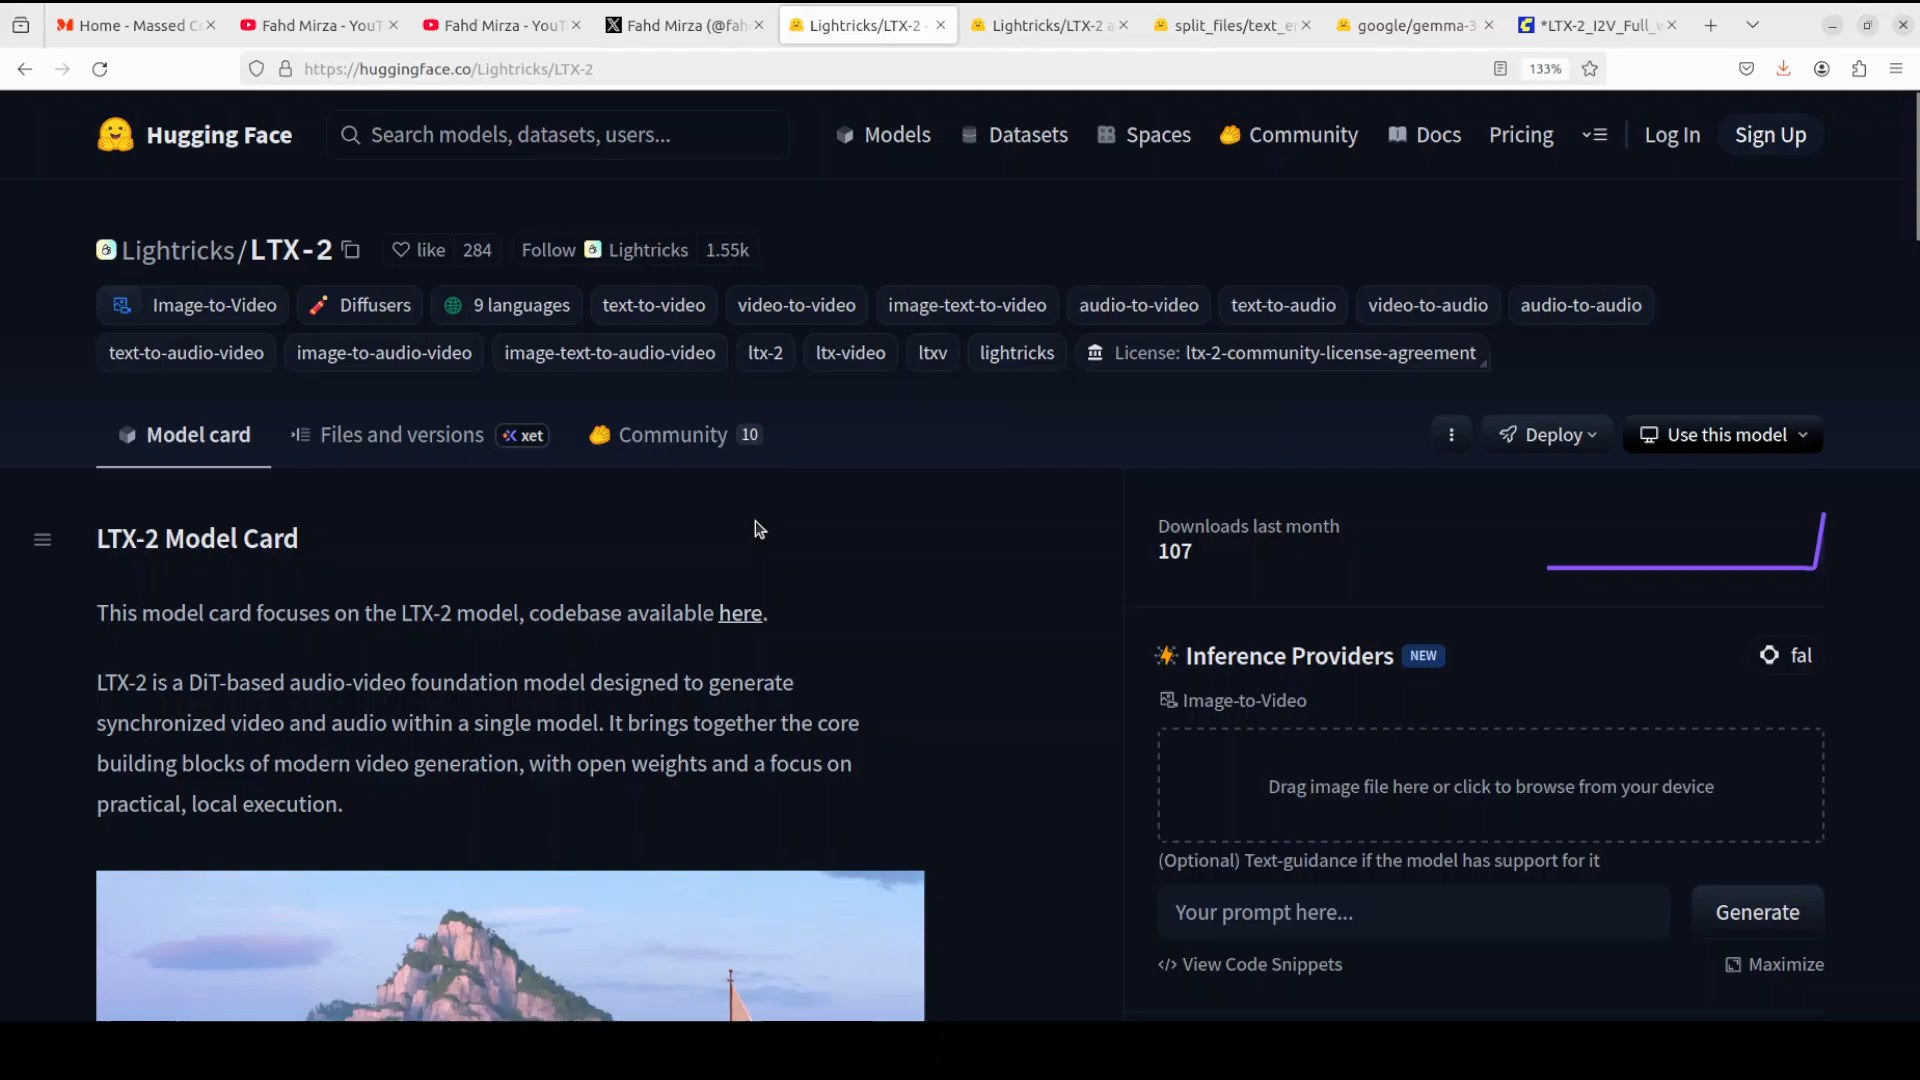 Home - Massed Co
Fahd Mirza - YouT
Fahd Mirza - YouT
Fahd Mirza (@fah
Lightricks/LTX-2 ·
Lightricks/LTX-2 a
split_files/text_e
google/gemma-3
*LTX-2_I2V_Full_w
https://huggingface.co/Lightricks/LTX-2
133%
Hugging Face
Search models, datasets, users...
Models
Datasets
Spaces
Community
Docs
Pricing
Log In
Sign Up
Lightricks/LTX-2
like 284
Follow Lightricks 1.55k
Image-to-Video
Diffusers
9 languages
text-to-video
video-to-video
image-text-to-video
audio-to-video
text-to-audio
video-to-audio
audio-to-audio
text-to-audio-video
image-to-audio-video
image-text-to-audio-video
ltx-2
ltx-video
ltxv
lightricks
License: ltx-2-community-license-agreement
Model card
Files and versions
xet
Community 10
Deploy
Use this model
LTX-2 Model Card
This model card focuses on the LTX-2 model, codebase available here.
LTX-2 is a DiT-based audio-video foundation model designed to generate
synchronized video and audio within a single model. It brings together the core
building blocks of modern video generation, with open weights and a focus on
practical, local execution.
Downloads last month
107
Inference Providers NEW
fal
Image-to-Video
Drag image file here or click to browse from your device
(Optional) Text-guidance if the model has support for it
Your prompt here...
Generate
View Code Snippets
Maximize